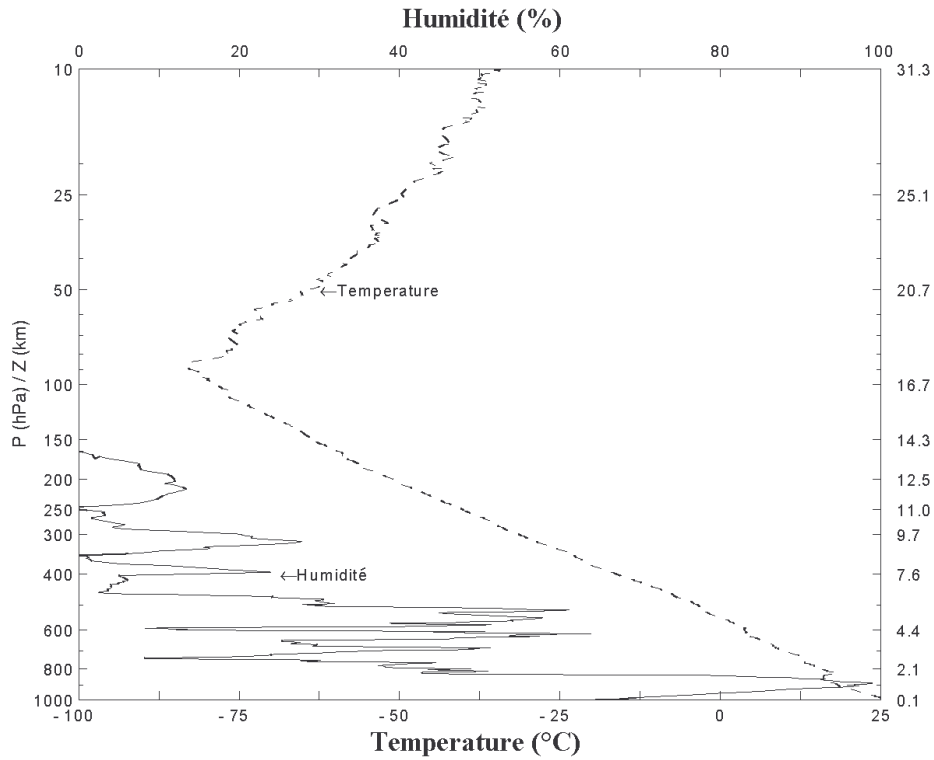 Humidité (%)
0 20 40 60 80 100
10 31.3
25 25.1
50 20.7
←Temperature
100 16.7
150 14.3
200 12.5
250 11.0
300 9.7
400 7.6
←Humidité
600 4.4
800 2.1
1000 0.1
P (hPa) / Z (km)
-100 -75 -50 -25 0 25
Temperature (°C)